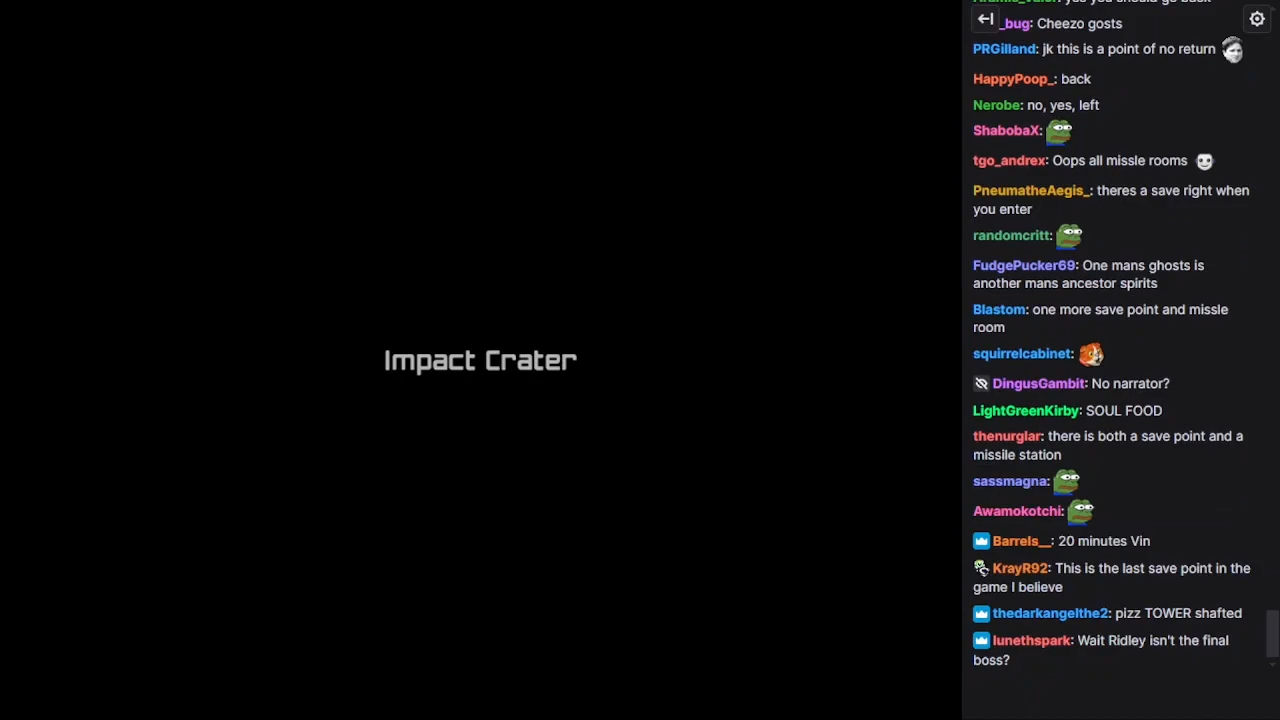 _bug: Cheezo gosts
PRGilland: jk this is a point of no return
HappyPoop_: back
Nerobe: no, yes, left
ShabobaX:
tgo_andrex: Oops all missle rooms
PneumatheAegis_: theres a save right when
you enter
randomcritt:
FudgePucker69: One mans ghosts is
another mans ancestor spirits
Blastom: one more save point and missle
room
squirrelcabinet:
DingusGambit: No narrator?
LightGreenKirby: SOUL FOOD
thenurglar: there is both a save point and a
missile station
sassmagna:
Awamokotchi:
Barrels__: 20 minutes Vin
KrayR92: This is the last save point in the
game I believe
thedarkangelthe2: pizz TOWER shafted
lunethspark: Wait Ridley isn't the final
boss?
Impact Crater